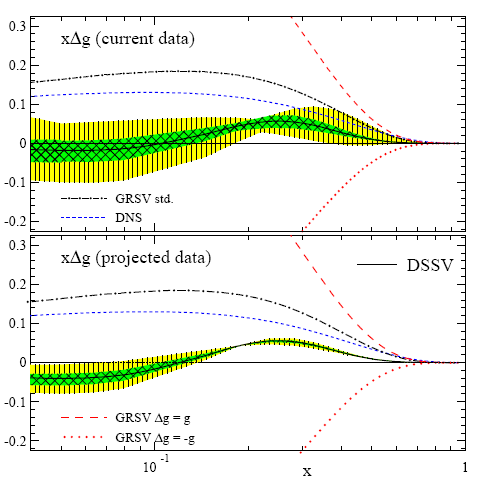 0.3
xΔg (current data)
0.2
0.1
0
-0.1
GRSV std.
DNS
-0.2
0.3
xΔg (projected data)
DSSV
0.2
0.1
0
-0.1
GRSV Δg = g
GRSV Δg = -g
-0.2
10 -1
x
1